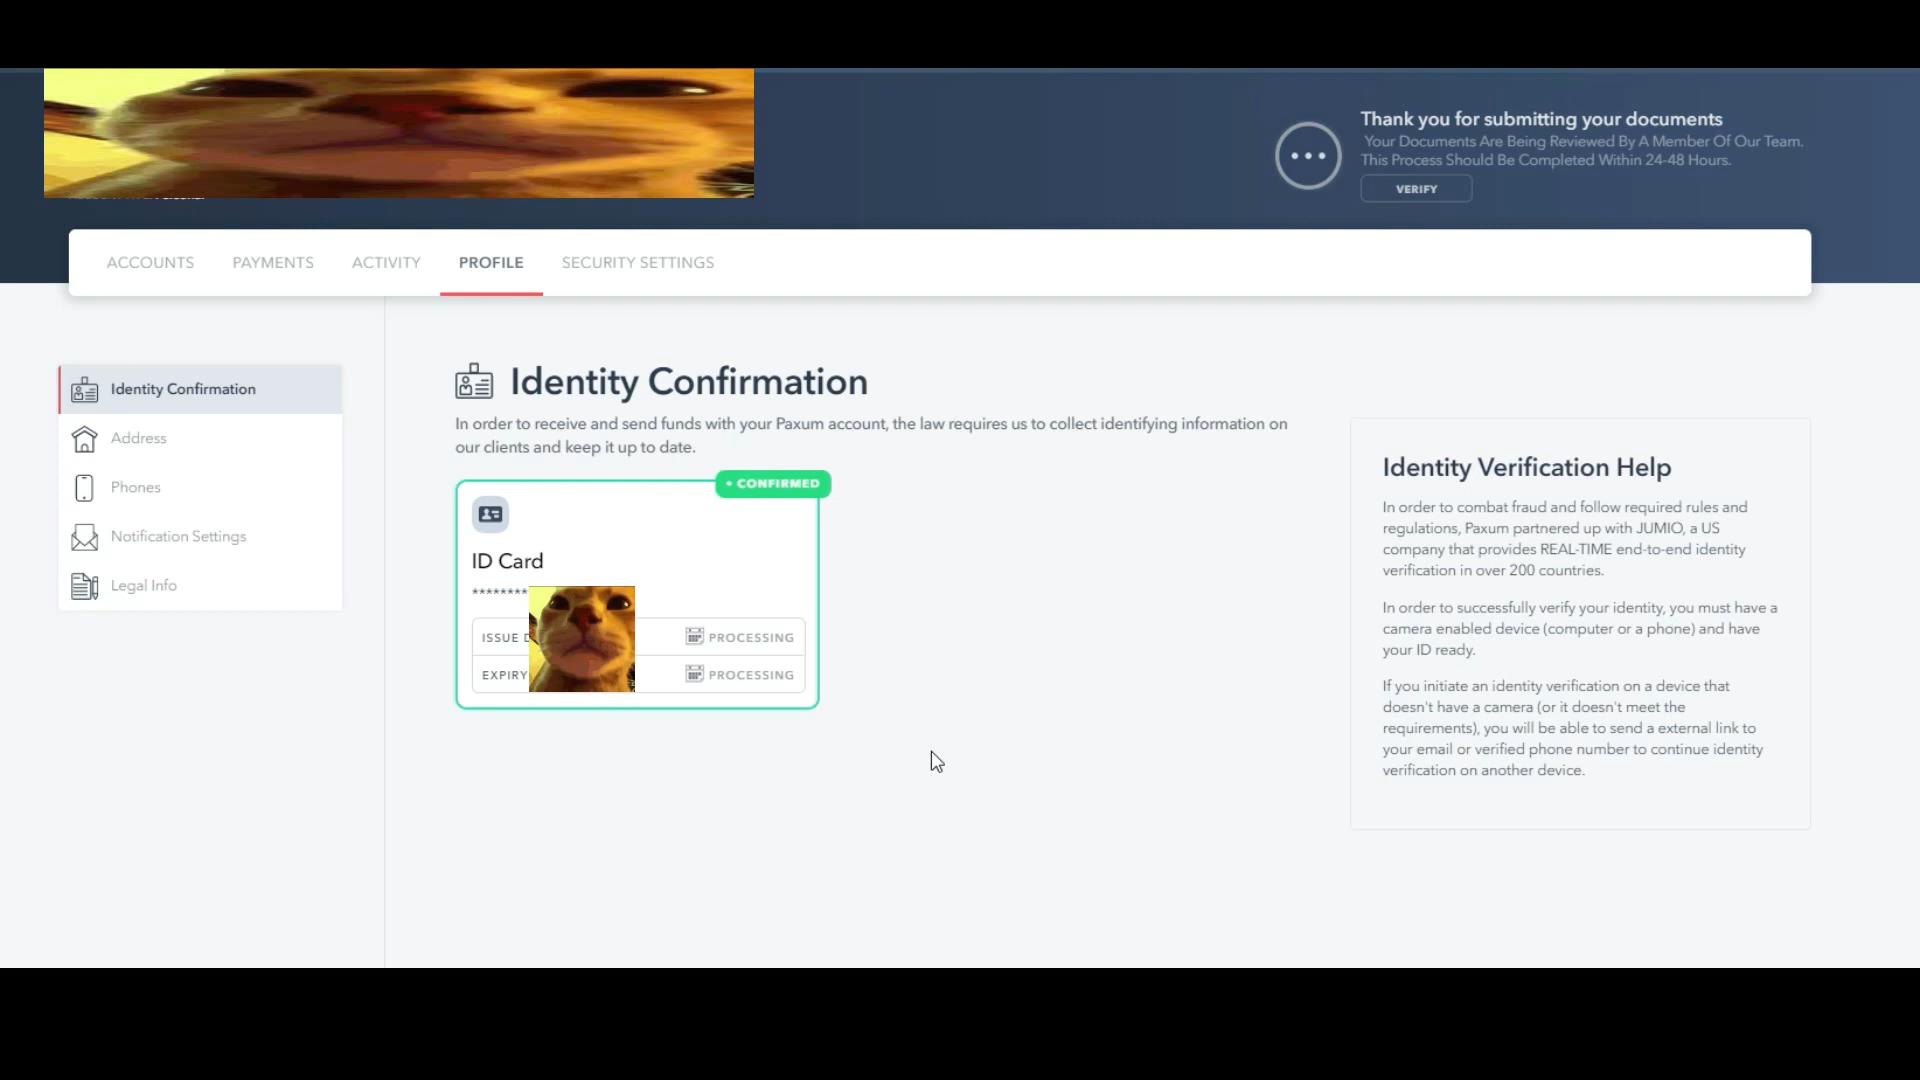 Thank you for submitting your documents
Your Documents Are Being Reviewed By A Member Of Our Team.
This Process Should Be Completed Within 24-48 Hours.
VERIFY
ACCOUNTS
PAYMENTS
ACTIVITY
PROFILE
SECURITY SETTINGS
Identity Confirmation
Address
Phones
Notification Settings
Legal Info
Identity Confirmation
In order to receive and send funds with your Paxum account, the law requires us to collect identifying information on
our clients and keep it up to date.
• CONFIRMED
ID Card
********
ISSUE
PROCESSING
EXPIRY
PROCESSING
Identity Verification Help
In order to combat fraud and follow required rules and
regulations, Paxum partnered up with JUMIO, a US
company that provides REAL-TIME end-to-end identity
verification in over 200 countries.
In order to successfully verify your identity, you must have a
camera enabled device (computer or a phone) and have
your ID ready.
If you initiate an identity verification on a device that
doesn't have a camera (or it doesn't meet the
requirements), you will be able to send a external link to
your email or verified phone number to continue identity
verification on another device.